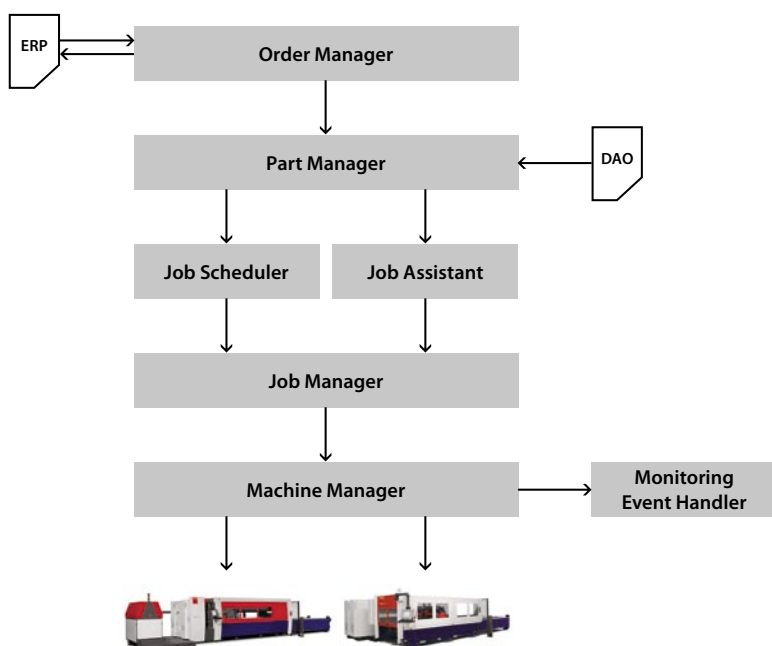 ERP
Order Manager
Part Manager
DAO
Job Scheduler
Job Assistant
Job Manager
Machine Manager
Monitoring
Event Handler